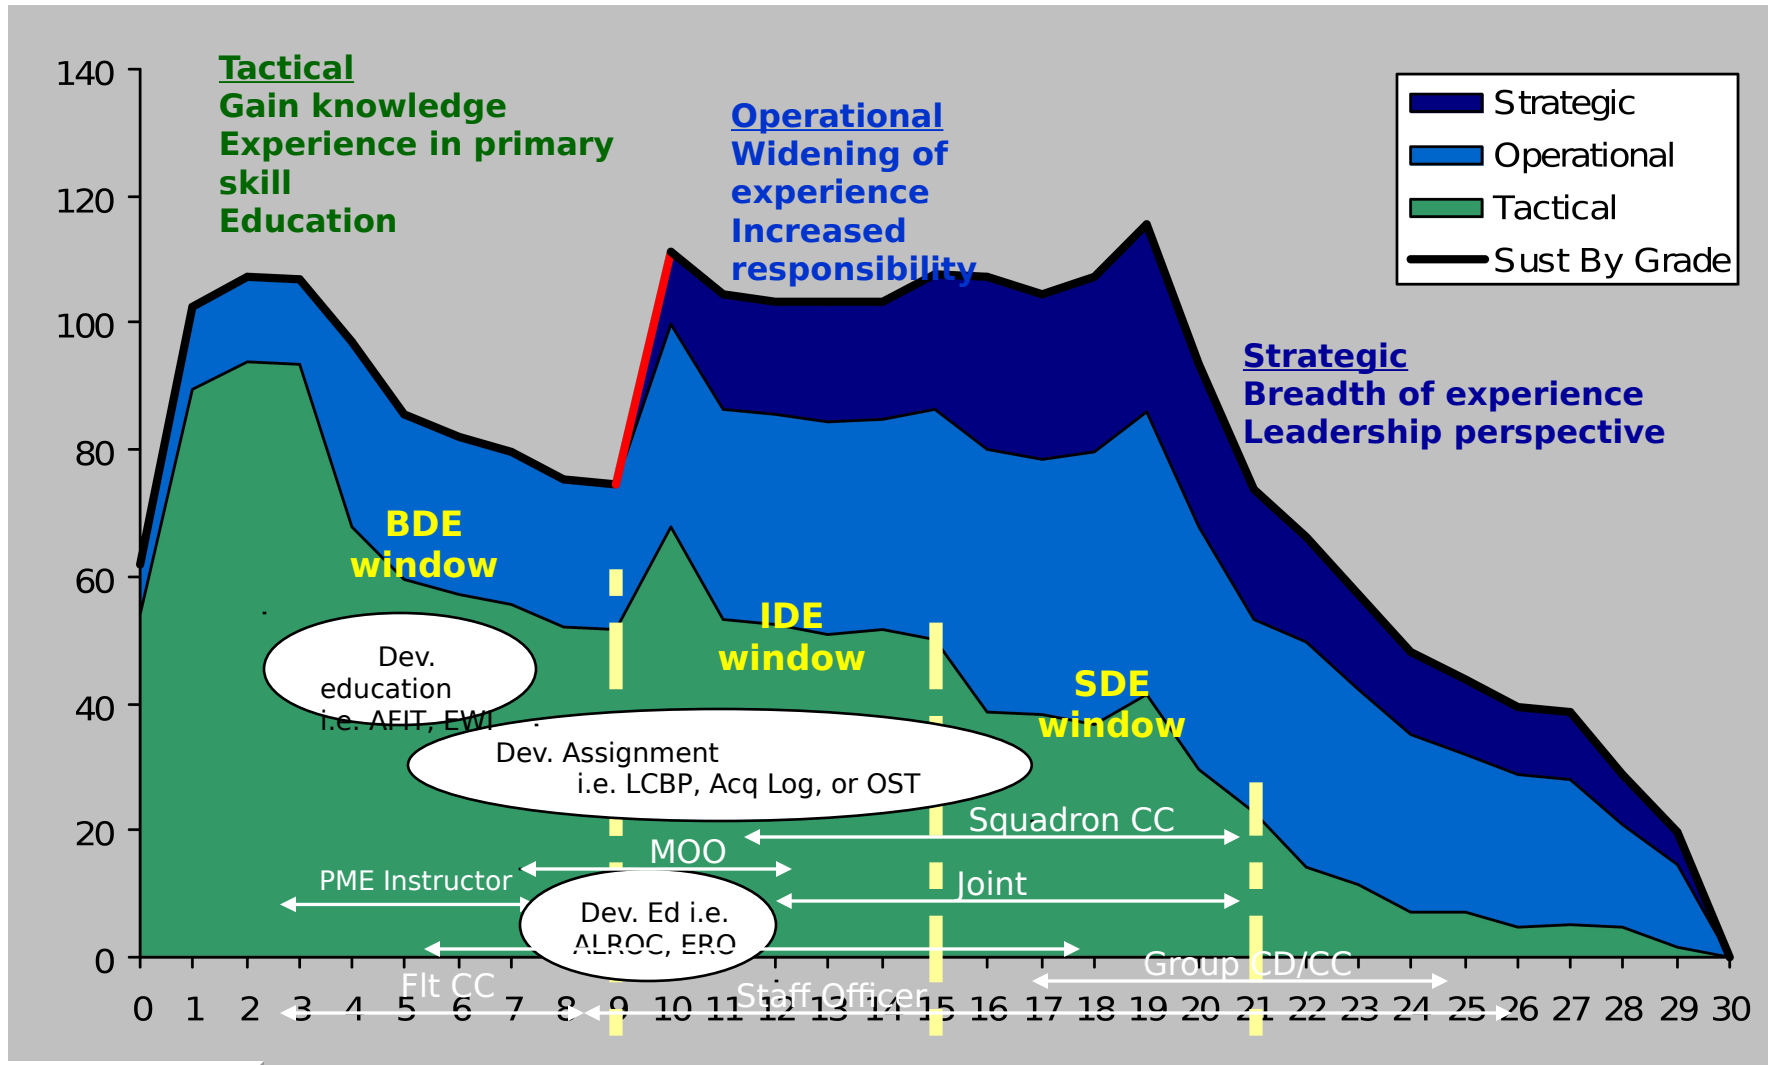 Tactical
Gain knowledge
Experience in primary
skill
Education
Operational
Widening of
experience
Increased
responsibility
Strategic
Operational
Tactical
Sust By Grade
Strategic
Breadth of experience
Leadership perspective
140
120
100
80
60
40
20
0
BDE
window
IDE
window
SDE
window
Dev.
education
i.e. AFIT, EWI
Dev. Assignment
i.e. LCBP, Acq Log, or OST
Squadron CC
MOO
PME Instructor
Joint
Dev. Ed i.e.
ALROC, ERO
Group CD/CC
Flt CC
Staff Officer
0 1 2 3 4 5 6 7 8 9 10 11 12 13 14 15 16 17 18 19 20 21 22 23 24 25 26 27 28 29 30